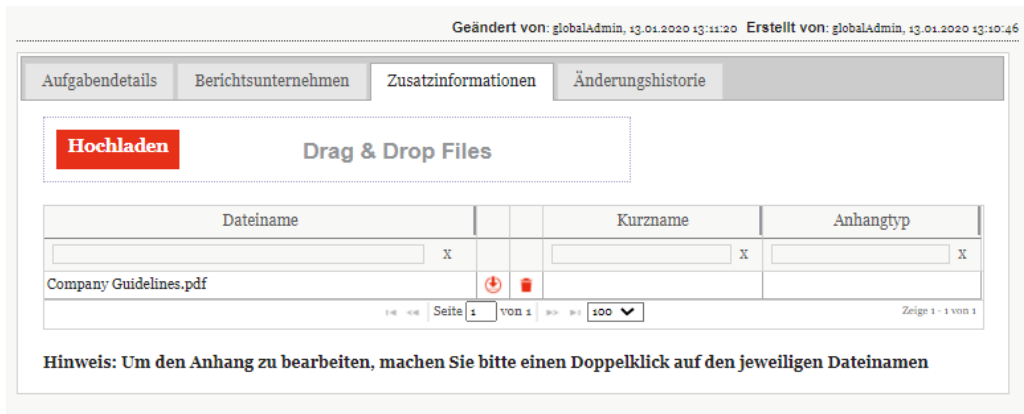 Geändert von: globalAdmin, 13.01.2020 13:11:20 Erstellt von: globalAdmin, 13.01.2020 13:10:46
Aufgabendetails Berichtsunternehmen Zusatzinformationen Änderungshistorie
Hochladen Drag & Drop Files
Dateiname Kurzname Anhangtyp
X X X
Company Guidelines.pdf
Seite 1 von 1 100 Zeige 1 - 1 von 1
Hinweis: Um den Anhang zu bearbeiten, machen Sie bitte einen Doppelklick auf den jeweiligen Dateinamen